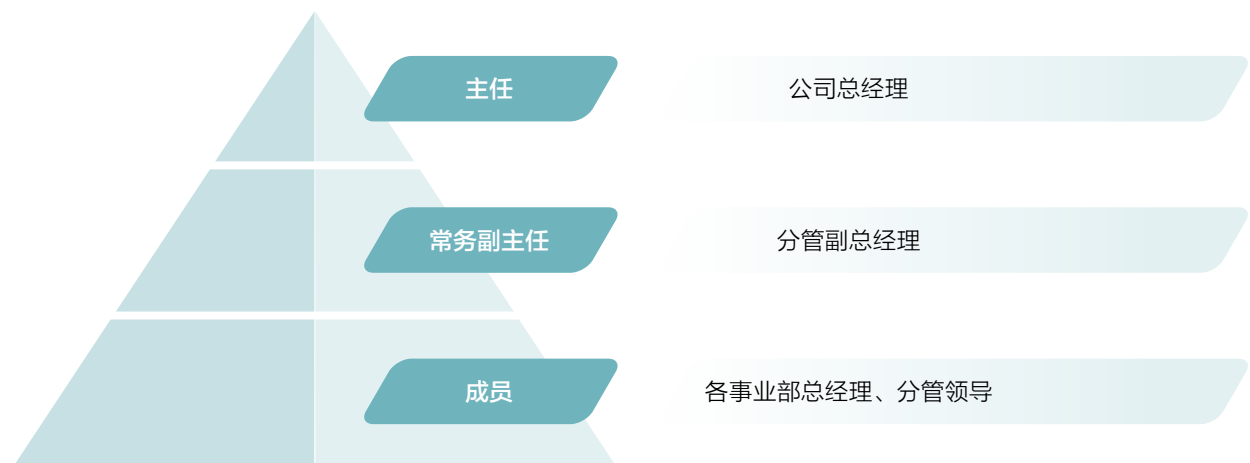 主任
公司总经理
常务副主任
分管副总经理
成员
各事业部总经理、分管领导